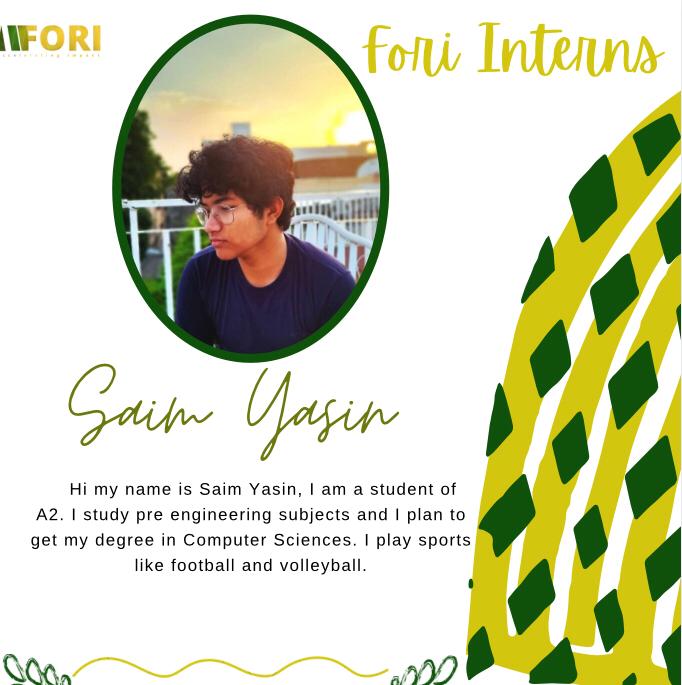 FORI
Fori Interns
Saim Yasin
Hi my name is Saim Yasin, I am a student of
A2. I study pre engineering subjects and I plan to
get my degree in Computer Sciences. I play sports
like football and volleyball.